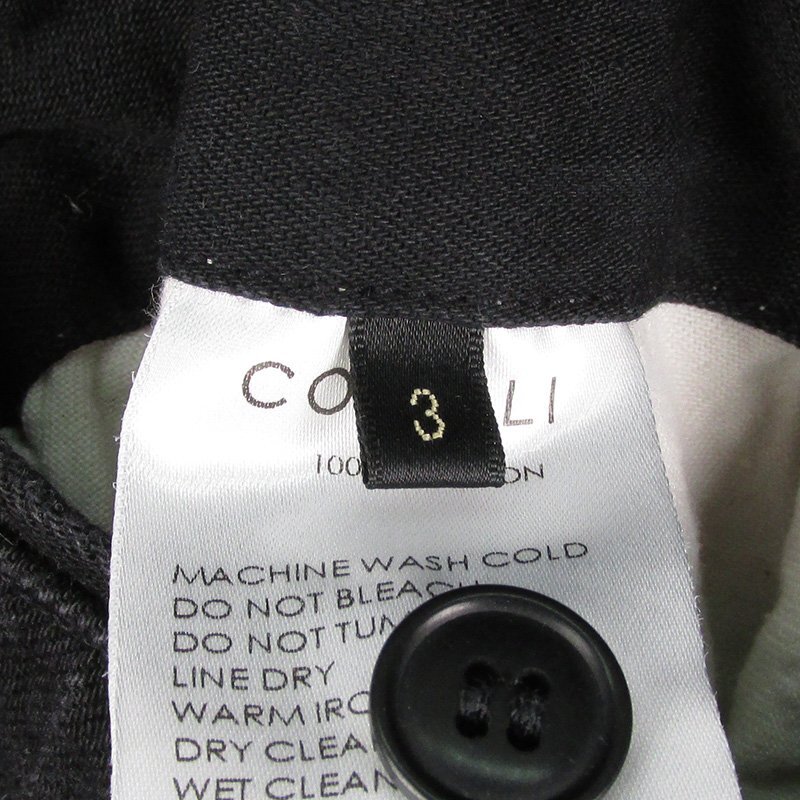 CO LI
3
100 ON
MACHINE WASH COLD
DO NOT BLEACH
DO NOT TUM
LINE DRY
WARM IRO
DRY CLEA
WET CLEAN